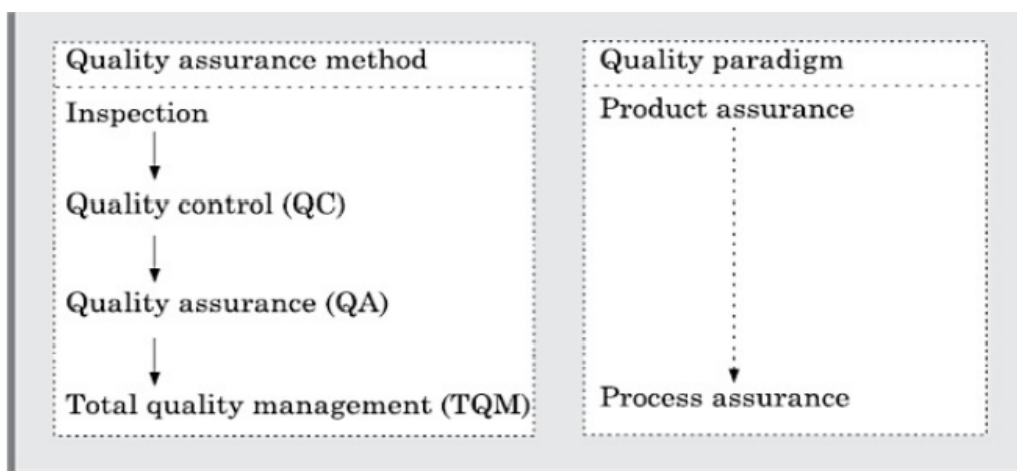 Quality assurance method
Inspection
Quality control (QC)
Quality assurance (QA)
Total quality management (TQM)
Quality paradigm
Product assurance
Process assurance